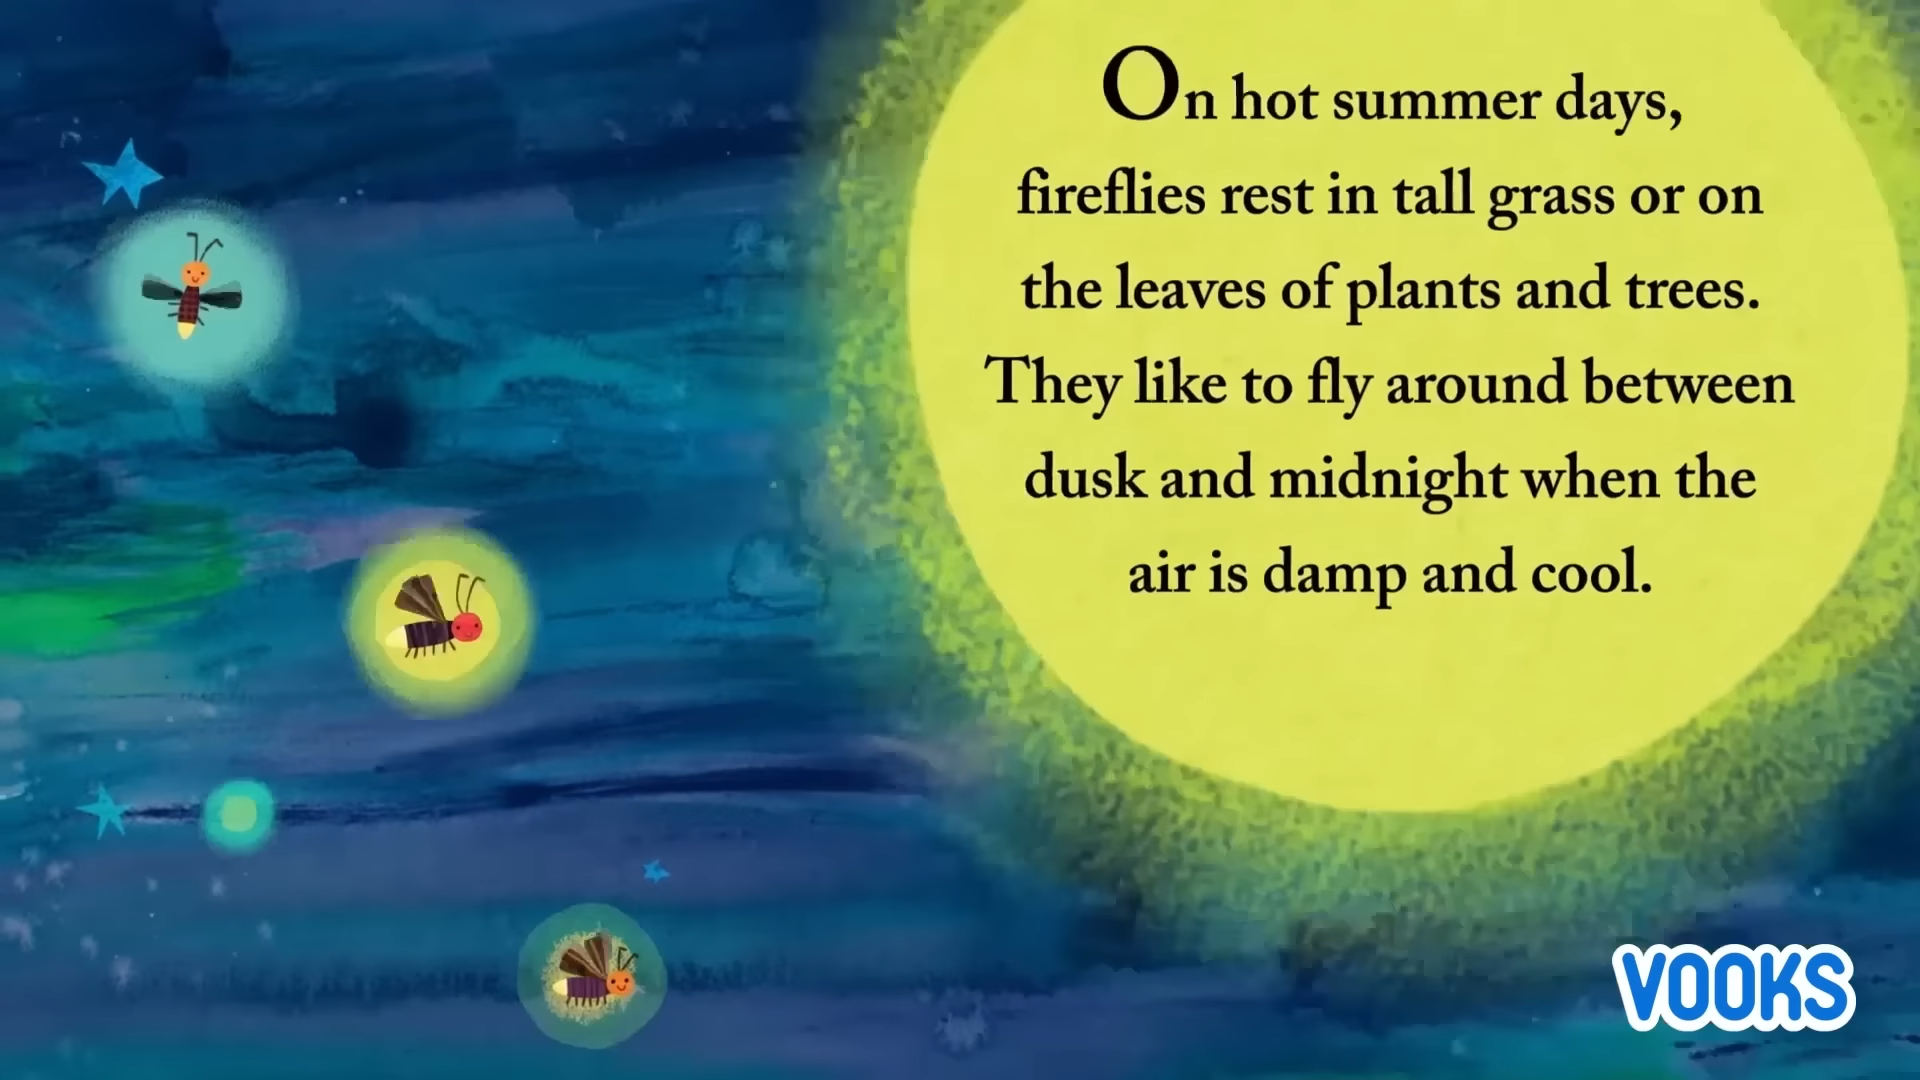 On hot summer days,
fireflies rest in tall grass or on
the leaves of plants and trees.
They like to fly around between
dusk and midnight when the
air is damp and cool.
VOOKS